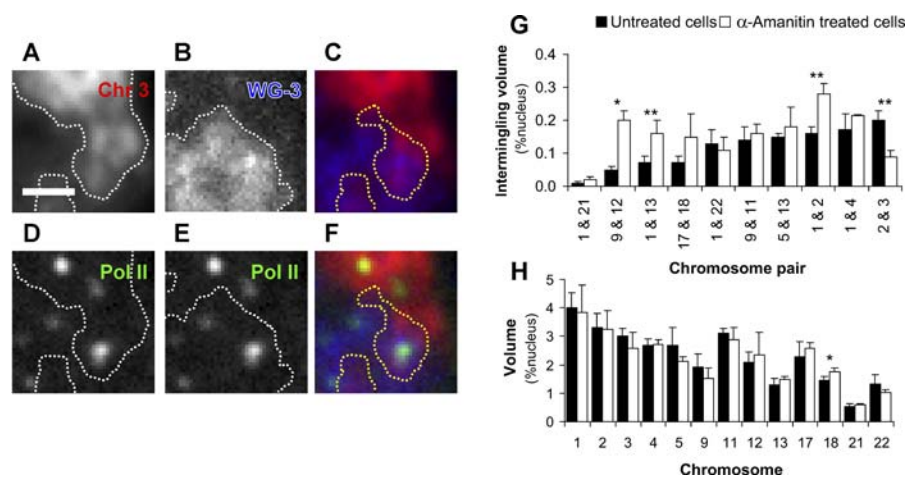 A
Chr 3
B
WG-3
C
D
Pol II
E
Pol II
F
G
Untreated cells
α-Amanitin treated cells
Intermingling volume
(%nucleus)
0.4
0.3
0.2
0.1
0.0
*
**
**
**
1 & 21
9 & 12
1 & 13
17 & 18
1 & 22
9 & 11
5 & 13
1 & 2
1 & 4
2 & 3
Chromosome pair
H
Volume
(%nucleus)
5
4
3
2
1
0
*
1 2 3 4 5 9 11 12 13 17 18 21 22
Chromosome